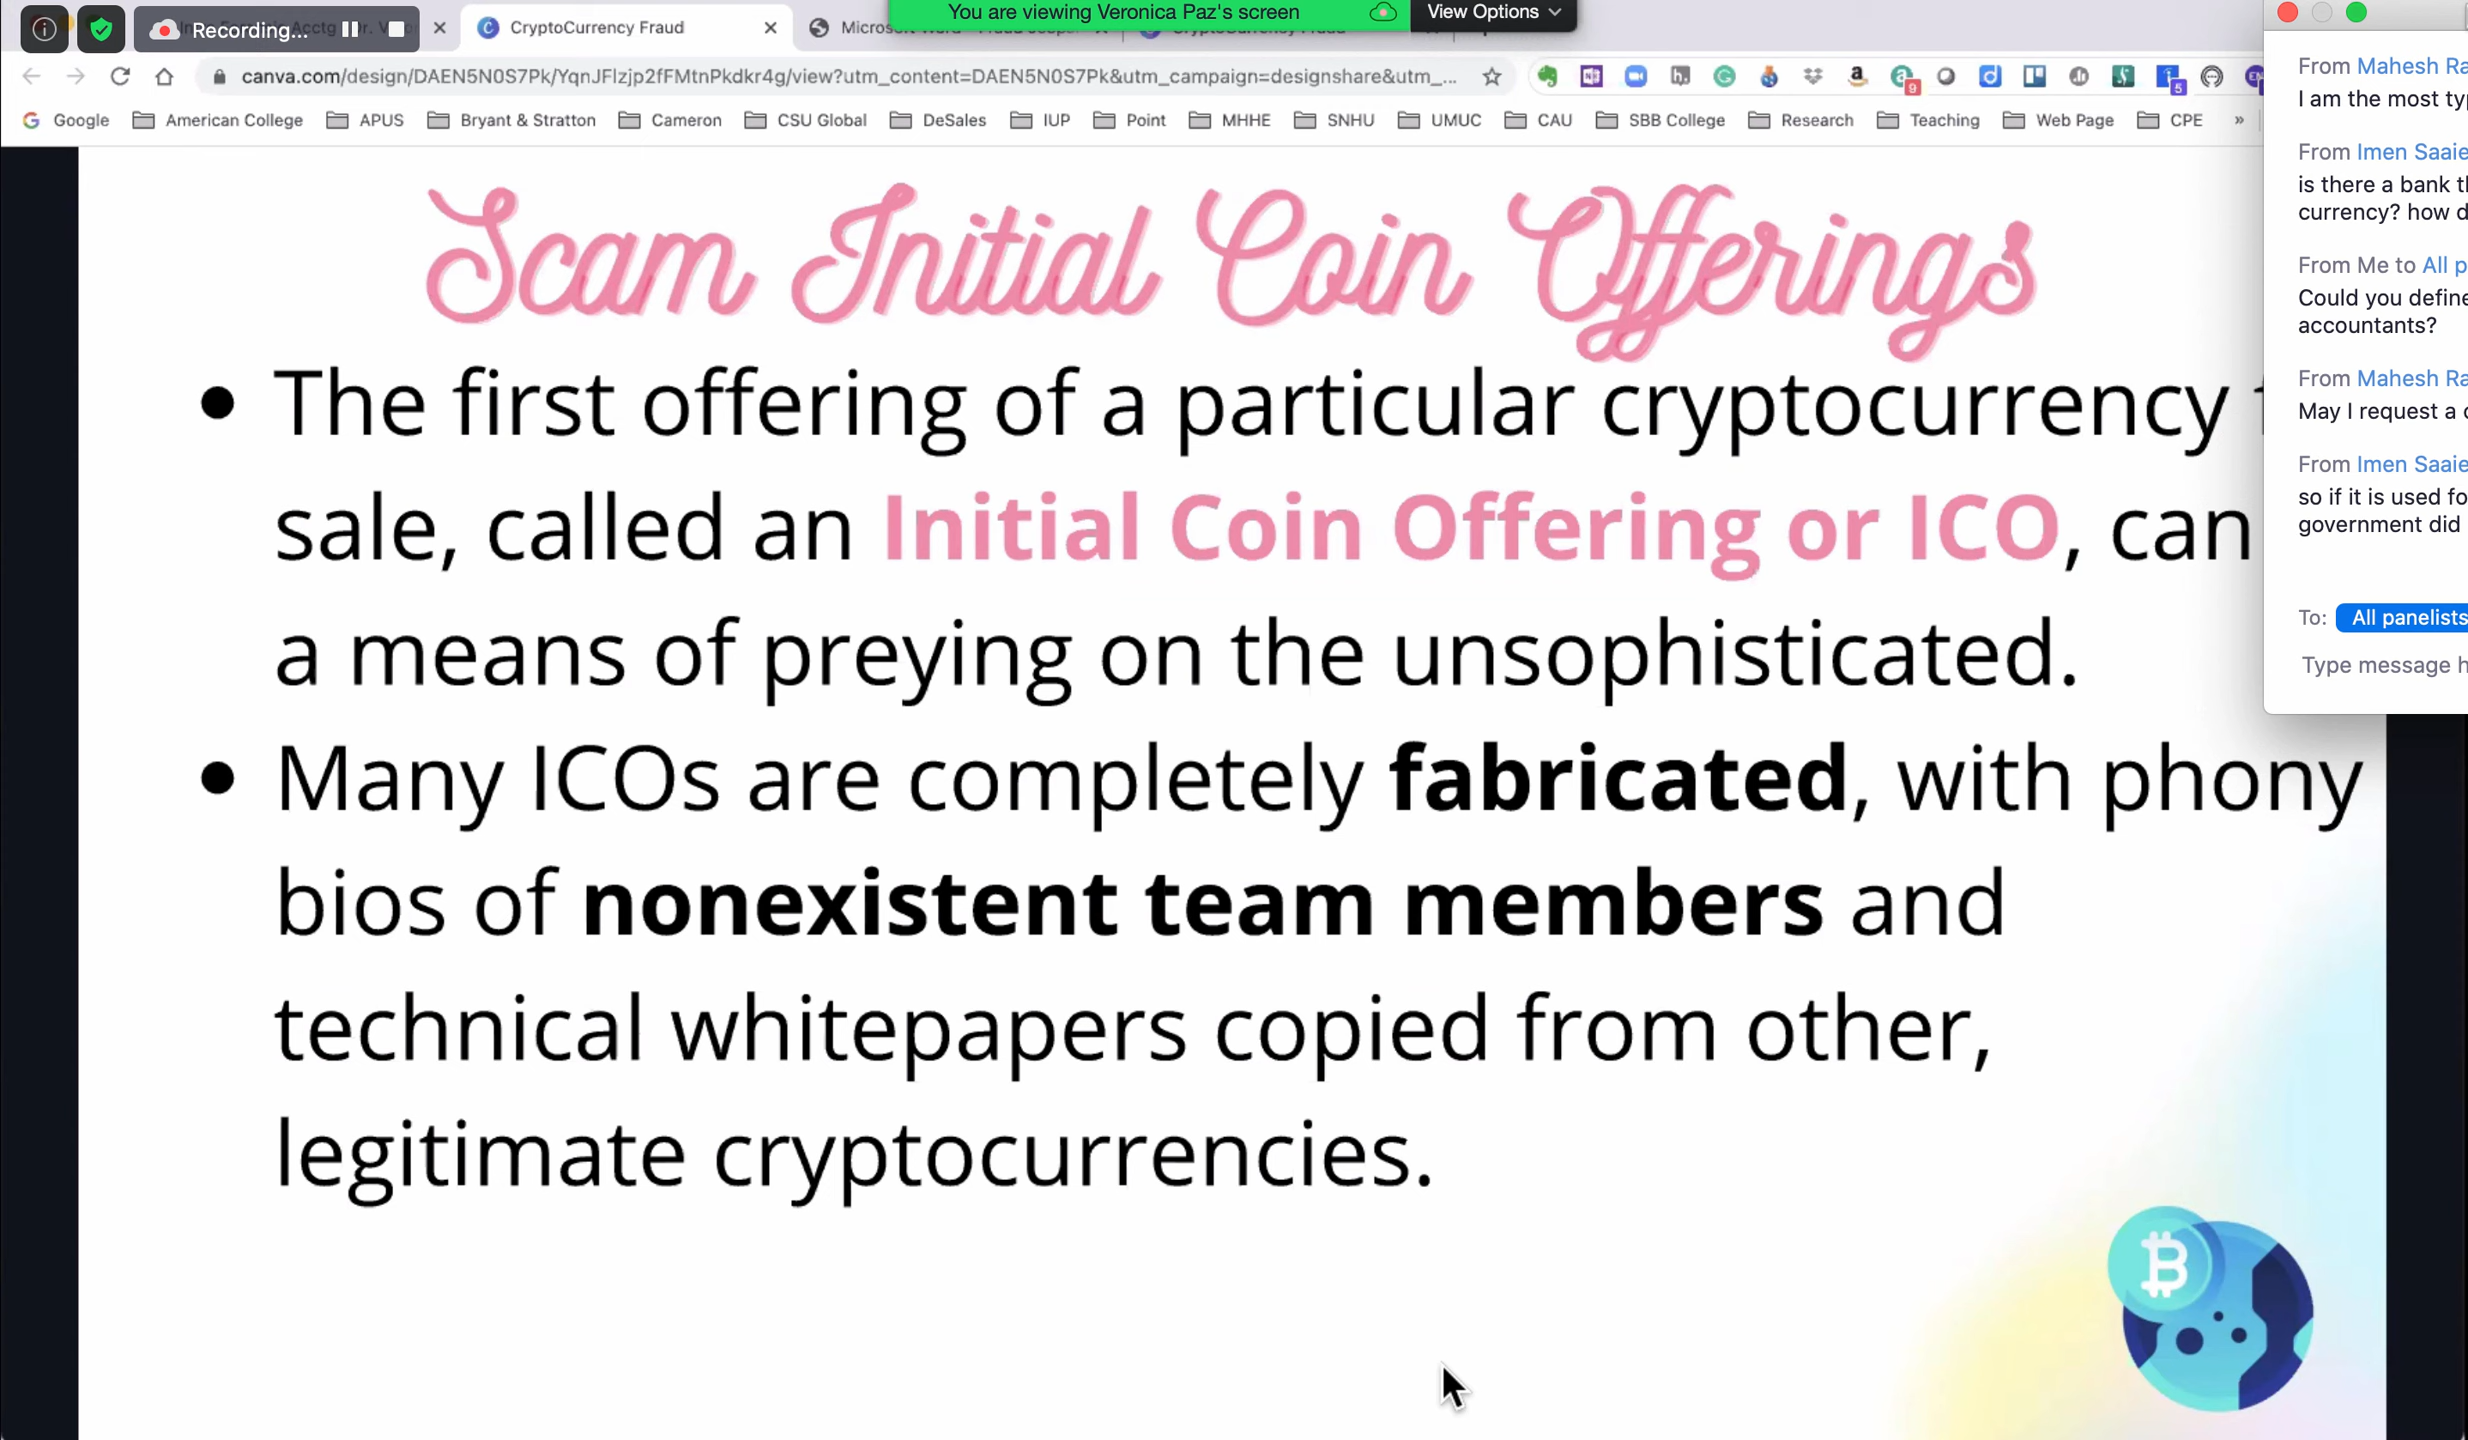 You are viewing Veronica Paz's screen
View Options
Recording...
CryptoCurrency Fraud
canva.com/design/DAEN5N0S7Pk/YqnJFlzjp2fFMtnPkdkr4g/view?utm_content=DAEN5N0S7Pk&utm_campaign=designshare&utm_...
Google American College APUS Bryant & Stratton Cameron CSU Global DeSales IUP Point MHHE SNHU UMUC CAU SBB College Research Teaching Web Page CPE »
Scam Initial Coin Offerings
• The first offering of a particular cryptocurrency
sale, called an Initial Coin Offering or ICO, can
a means of preying on the unsophisticated.
• Many ICOs are completely fabricated, with phony
bios of nonexistent team members and
technical whitepapers copied from other,
legitimate cryptocurrencies.
From Mahesh
I am the most
From Imen
is there a bank
currency? how
From Me to All
Could you define
accountants?
From Mahesh
May I request a
From Imen
so if it is used
government did
To: All panelists
Type message